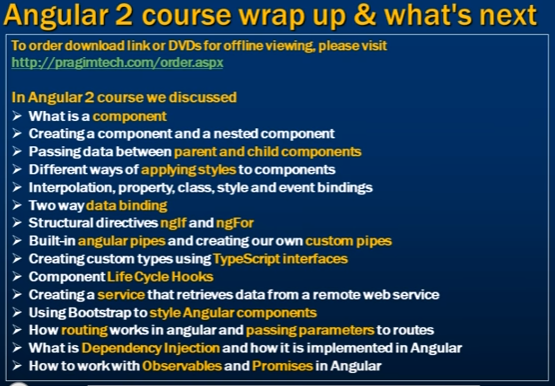 Angular 2 course wrap up & what's next
To order download link or DVDs for offline viewing, please visit
http://pragimtech.com/order.aspx
In Angular 2 course we discussed
➤ What is a component
➤ Creating a component and a nested component
➤ Passing data between parent and child components
➤ Different ways of applying styles to components
➤ Interpolation, property, class, style and event bindings
➤ Two way data binding
➤ Structural directives ngIf and ngFor
➤ Built-in angular pipes and creating our own custom pipes
➤ Creating custom types using TypeScript interfaces
➤ Component Life Cycle Hooks
➤ Creating a service that retrieves data from a remote web service
➤ Using Bootstrap to style Angular components
➤ How routing works in angular and passing parameters to routes
➤ What is Dependency Injection and how it is implemented in Angular
➤ How to work with Observables and Promises in Angular